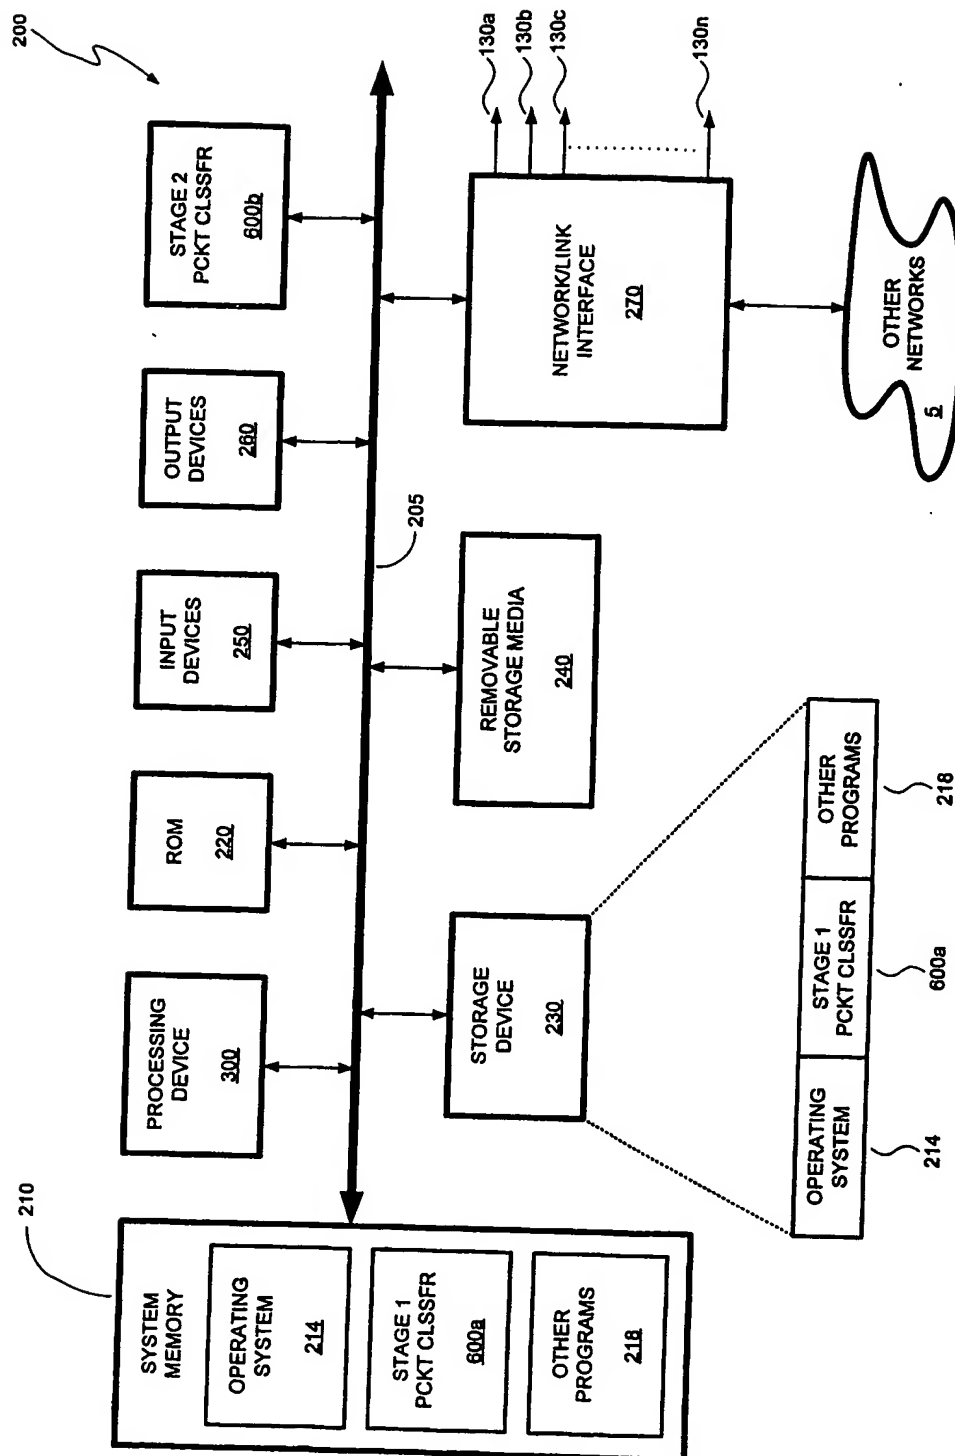 200
210
SYSTEM
MEMORY
OPERATING
SYSTEM
214
STAGE 1
PCKT CLSSFR
600a
OTHER
PROGRAMS
218
PROCESSING
DEVICE
300
ROM
220
INPUT
DEVICES
250
OUTPUT
DEVICES
260
STAGE 2
PCKT CLSSFR
600b
205
STORAGE
DEVICE
230
REMOVABLE
STORAGE MEDIA
240
NETWORK/LINK
INTERFACE
270
130a
130b
130c
130n
OPERATING
SYSTEM
STAGE 1
PCKT CLSSFR
OTHER
PROGRAMS
214
600a
218
OTHER
NETWORKS
5